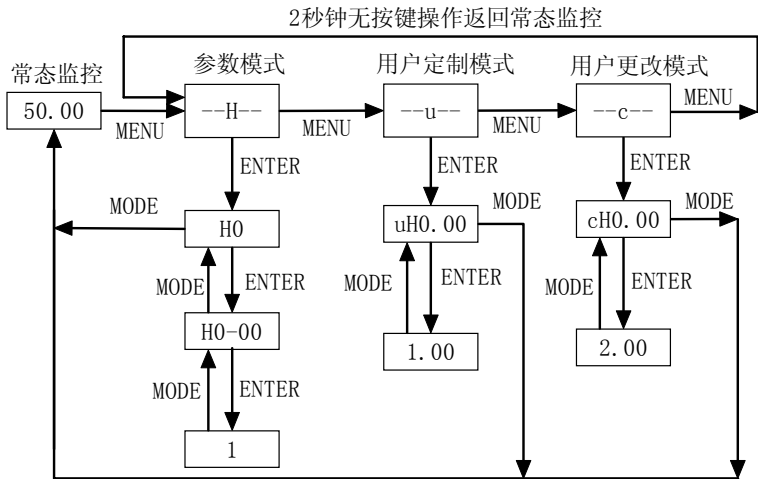 2秒钟无按键操作返回常态监控
常态监控
参数模式
用户定制模式
用户更改模式
50.00
--H--
--u--
--c--
MENU
MENU
MENU
MENU
ENTER
ENTER
ENTER
MODE
H0
uH0.00
MODE
cH0.00
MODE
MODE
ENTER
MODE
ENTER
MODE
ENTER
H0-00
1.00
2.00
MODE
ENTER
1